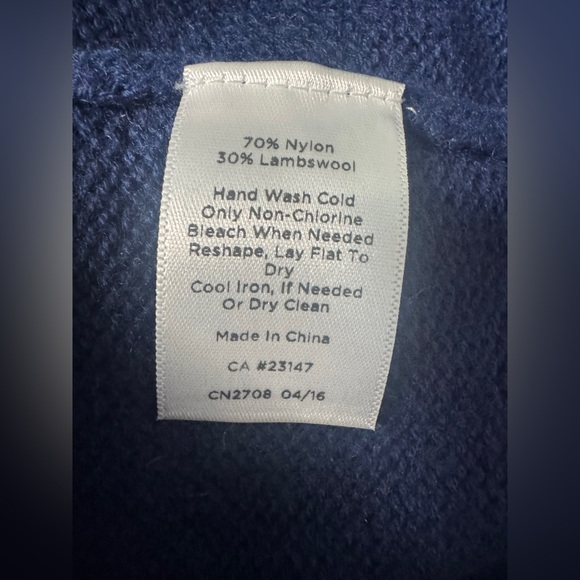 70% Nylon
30% Lambswool
Hand Wash Cold
Only Non-Chlorine
Bleach When Needed
Reshape, Lay Flat To
Dry
Cool Iron, If Needed
Or Dry Clean
Made In China
CA #23147
CN2708 04/16